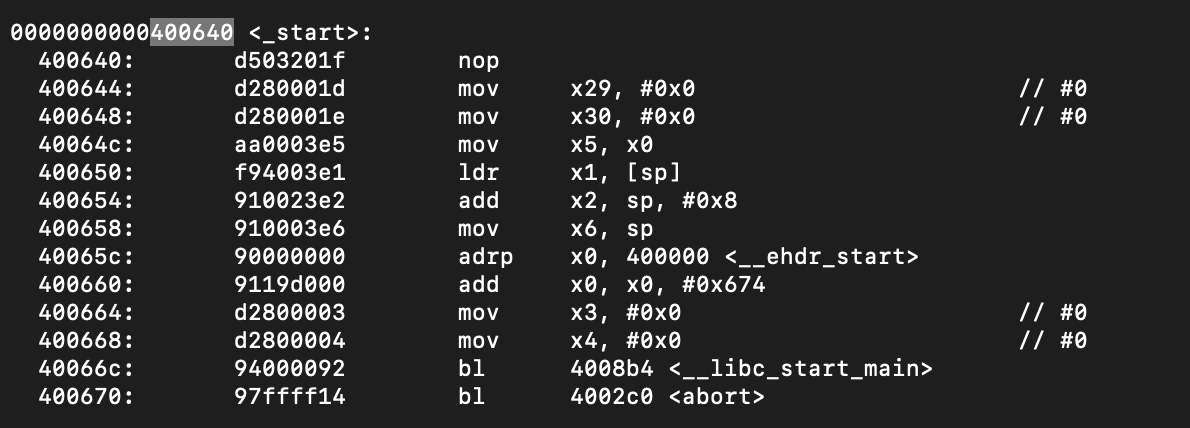 0000000000400640 <_start>:
400640: d503201f nop
400644: d280001d mov x29, #0x0 // #0
400648: d280001e mov x30, #0x0 // #0
40064c: aa0003e5 mov x5, x0
400650: f94003e1 ldr x1, [sp]
400654: 910023e2 add x2, sp, #0x8
400658: 910003e6 mov x6, sp
40065c: 90000000 adrp x0, 400000 <__ehdr_start>
400660: 9119d000 add x0, x0, #0x674
400664: d2800003 mov x3, #0x0 // #0
400668: d2800004 mov x4, #0x0 // #0
40066c: 94000092 bl 4008b4 <__libc_start_main>
400670: 97ffff14 bl 4002c0 <abort>